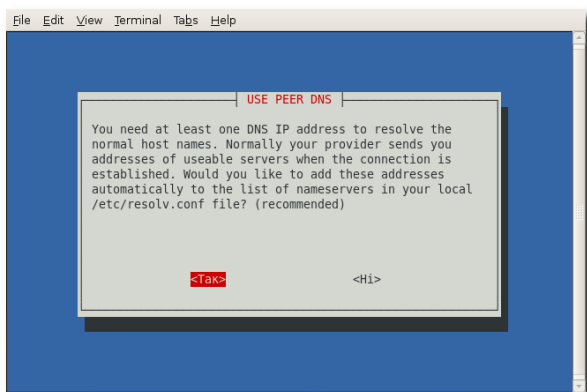 File Edit View Terminal Tabs Help
USE PEER DNS
You need at least one DNS IP address to resolve the
normal host names. Normally your provider sends you
addresses of useable servers when the connection is
established. Would you like to add these addresses
automatically to the list of nameservers in your local
/etc/resolv.conf file? (recommended)
<Так> <Ні>